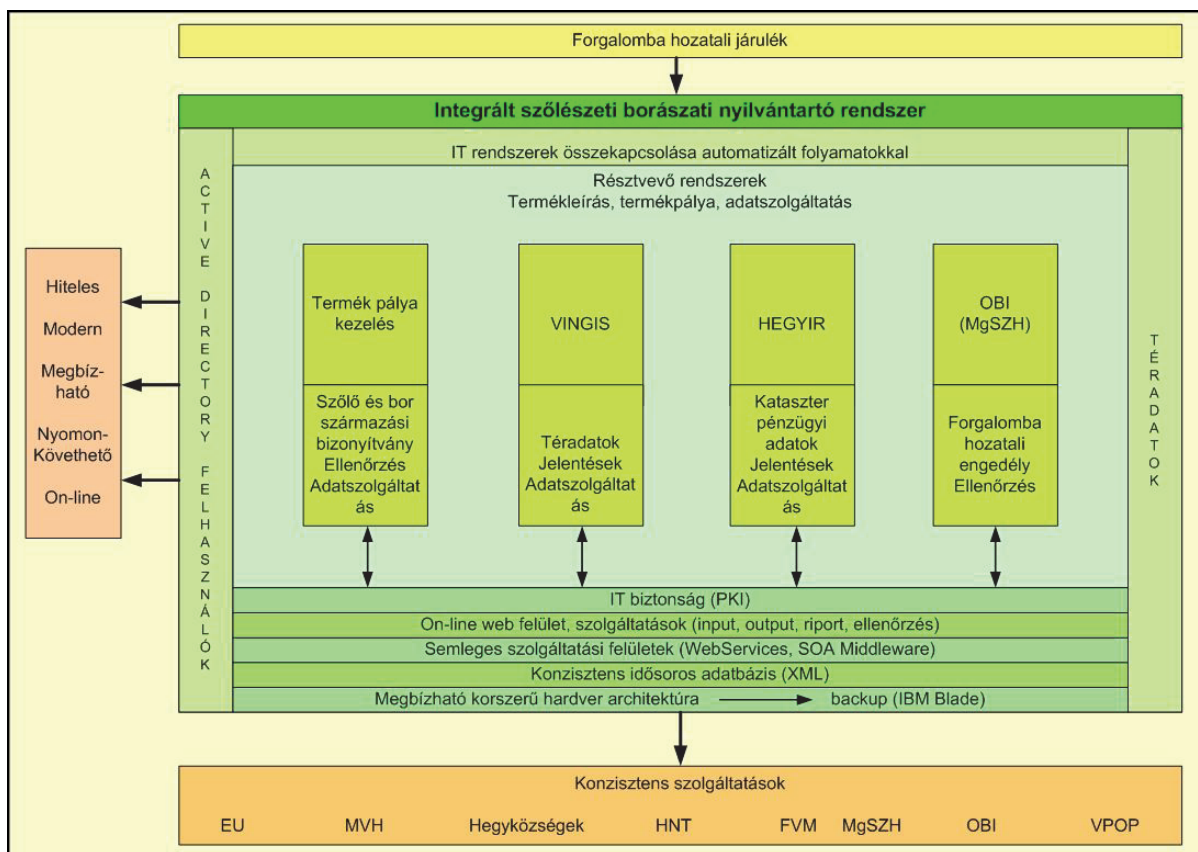 Forgalomba hozatali járulék
Integrált szőlészeti borászati nyilvántartó rendszer
IT rendszerek összekapcsolása automatizált folyamatokkal
Résztvevő rendszerek
Termékleírás, termékpálya, adatszolgáltatás
ACTIVE DIRECTORY FELHASZNÁLÓK
Hiteles
Modern
Megbíz-
ható
Nyomon-
Követhető
On-line
Termék pálya
kezelés
Szőlő és bor
származási
bizonyítvány
Ellenőrzés
Adatszolgáltat
ás
VINGIS
Téradatok
Jelentések
Adatszolgáltat
ás
HEGYIR
Kataszter
pénzügyi
adatok
Jelentések
Adatszolgáltat
ás
OBI
(MgSZH)
Forgalomba
hozatali
engedély
Ellenőrzés
TÉRADATOK
IT biztonság (PKI)
On-line web felület, szolgáltatások (input, output, riport, ellenőrzés)
Semleges szolgáltatási felületek (WebServices, SOA Middleware)
Konzisztens idősoros adatbázis (XML)
Megbízható korszerű hardver architektúra backup (IBM Blade)
Konzisztens szolgáltatások
EU MVH Hegyközségek HNT FVM MgSZH OBI VPOP